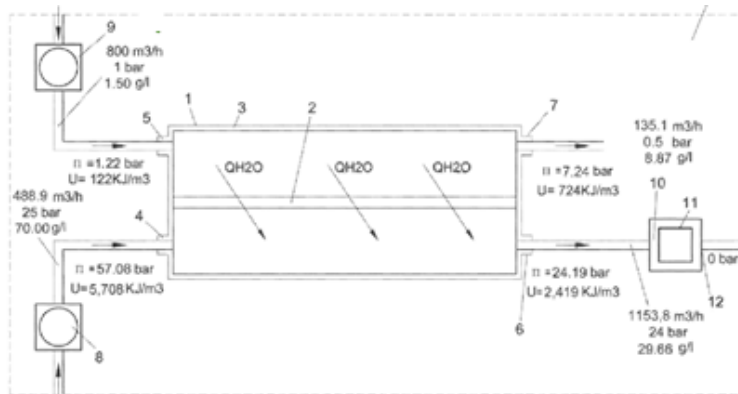 9
800 m3/h
1 bar
1.50 g/l
5
1
3
2
7
QH2O
QH2O
QH2O
135.1 m3/h
0.5 bar
8.87 g/l
Π =1.22 bar
U= 122KJ/m3
Π =7.24 bar
U= 724KJ/m3
10
11
488.9 m3/h
25 bar
70.00 g/l
4
Π =57.08 bar
U=5,708 KJ/m3
Π =24.19 bar
U=2,419 KJ/m3
0 bar
12
6
1153,8 m3/h
24 bar
29.66 g/l
8